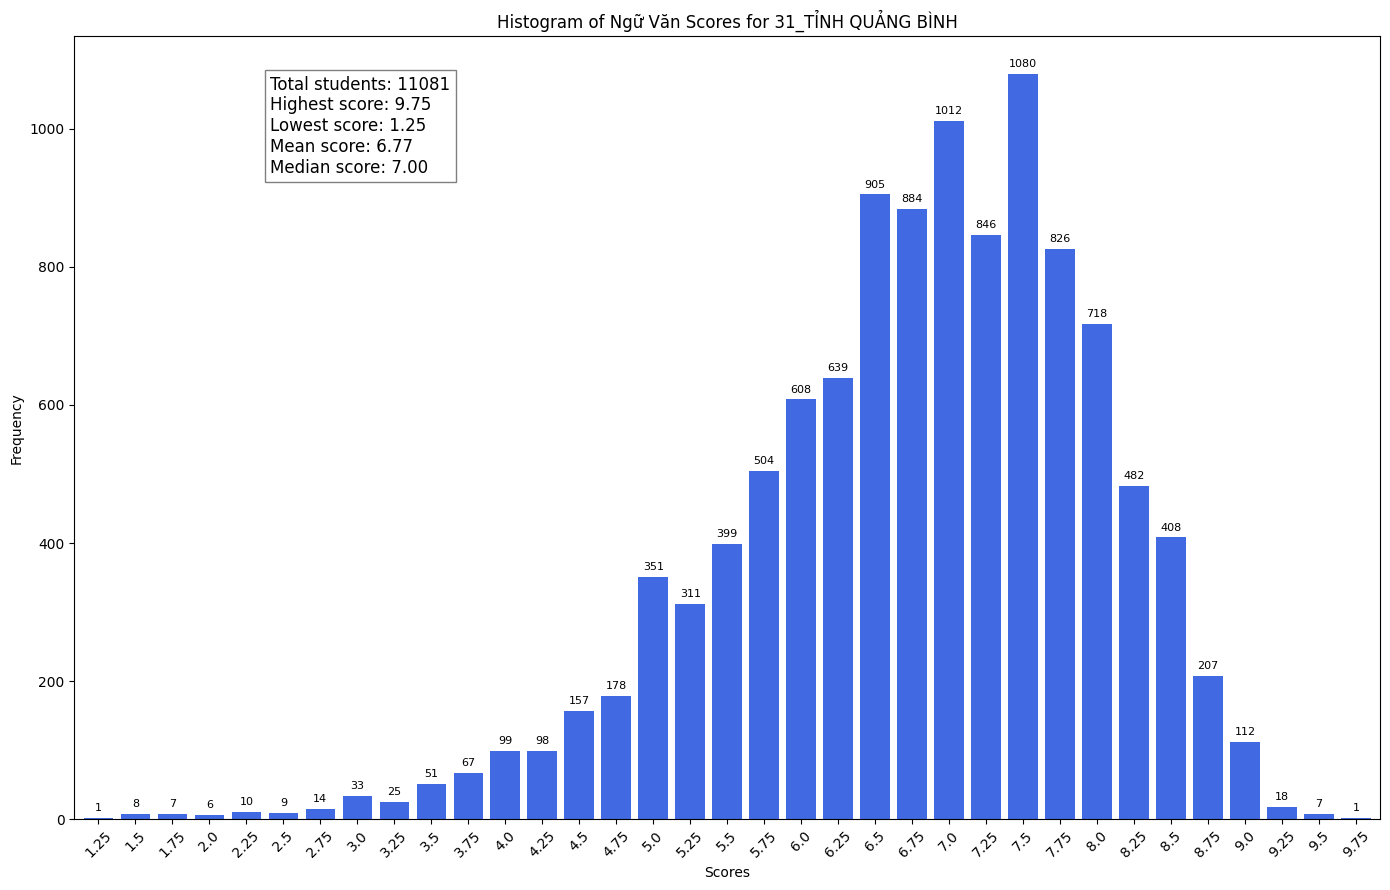 Histogram of Ngữ Văn Scores for 31_TỈNH QUẢNG BÌNH
Total students: 11081
Highest score: 9.75
Lowest score: 1.25
Mean score: 6.77
Median score: 7.00
Frequency
1000
800
600
400
200
0
1 8 7 6 10 9 14 33 25 51 67 99 98 157 178 351 311 399 504 608 639 905 884 1012 846 1080 826 718 482 408 207 112 18 7 1
1.25 1.5 1.75 2.0 2.25 2.5 2.75 3.0 3.25 3.5 3.75 4.0 4.25 4.5 4.75 5.0 5.25 5.5 5.75 6.0 6.25 6.5 6.75 7.0 7.25 7.5 7.75 8.0 8.25 8.5 8.75 9.0 9.25 9.5 9.75
Scores